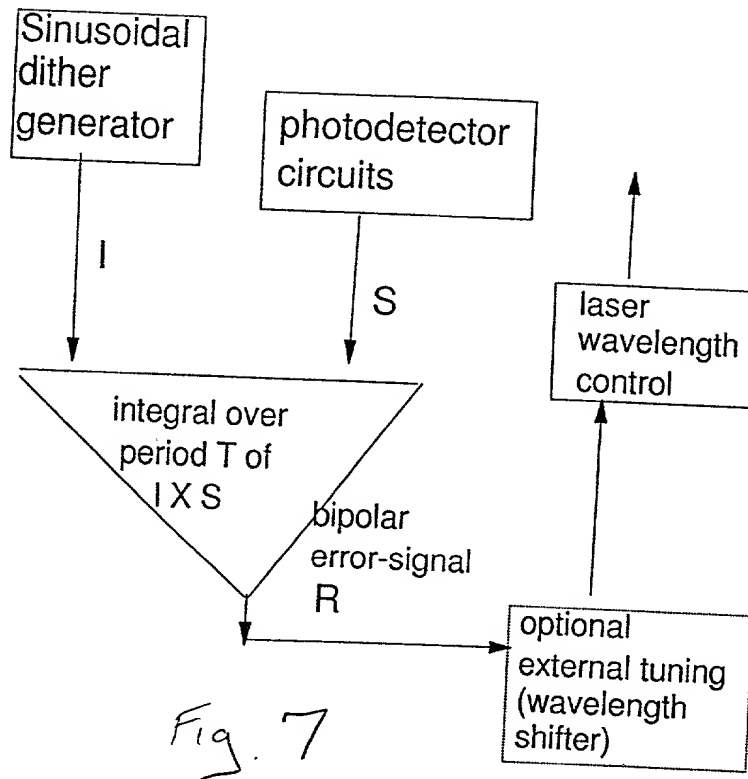 Sinusoidal
dither
generator
photodetector
circuits
I
S
laser
wavelength
control
integral over
period T of
I X S
bipolar
error-signal
R
optional
external tuning
(wavelength
shifter)
Fig. 7